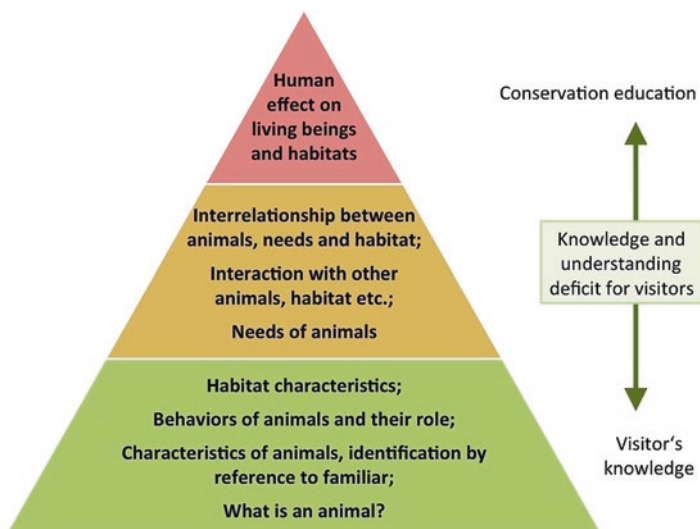 Human
effect on
living beings
and habitats
Interrelationship between
animals, needs and habitat;
Interaction with other
animals, habitat etc.;
Needs of animals
Habitat characteristics;
Behaviors of animals and their role;
Characteristics of animals, identification by
reference to familiar;
What is an animal?
Conservation education
Knowledge and
understanding
deficit for visitors
Visitor‘s
knowledge